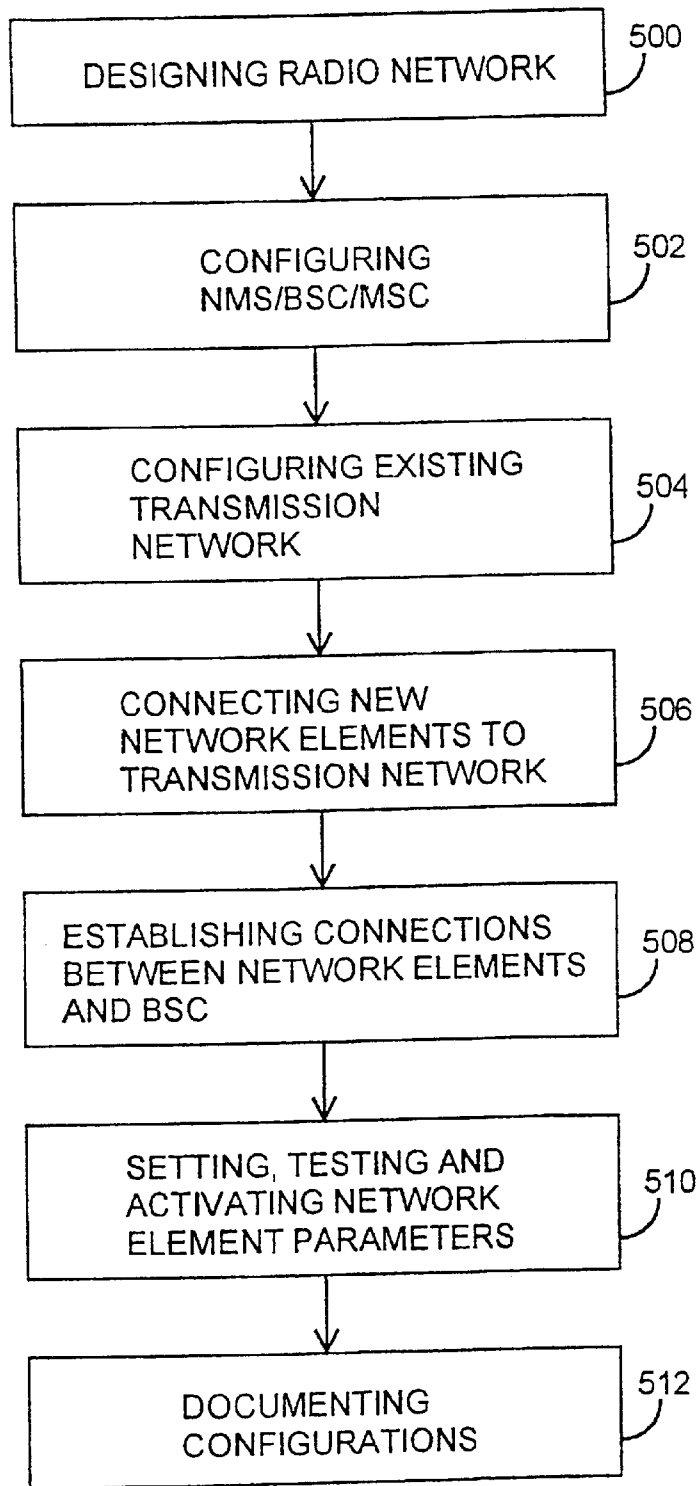 DESIGNING RADIO NETWORK
500
CONFIGURING
NMS/BSC/MSC
502
CONFIGURING EXISTING
TRANSMISSION
NETWORK
504
CONNECTING NEW
NETWORK ELEMENTS TO
TRANSMISSION NETWORK
506
ESTABLISHING CONNECTIONS
BETWEEN NETWORK ELEMENTS
AND BSC
508
SETTING, TESTING AND
ACTIVATING NETWORK
ELEMENT PARAMETERS
510
DOCUMENTING
CONFIGURATIONS
512